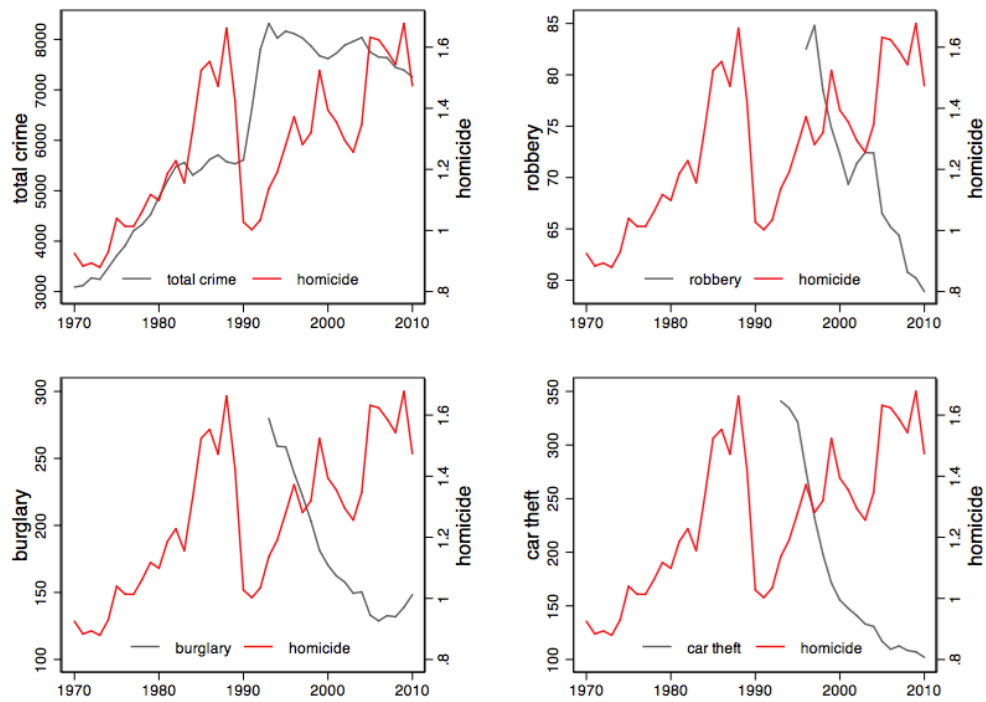 total crime
8000
7000
6000
5000
4000
3000
1.6
1.4
1.2
1
.8
homicide
total crime homicide
1970 1980 1990 2000 2010
robbery
85
80
75
70
65
60
1.6
1.4
1.2
1
.8
homicide
robbery homicide
1970 1980 1990 2000 2010
burglary
300
250
200
150
100
1.6
1.4
1.2
1
.8
homicide
burglary homicide
1970 1980 1990 2000 2010
car theft
350
300
250
200
150
100
1.6
1.4
1.2
1
.8
homicide
car theft homicide
1970 1980 1990 2000 2010